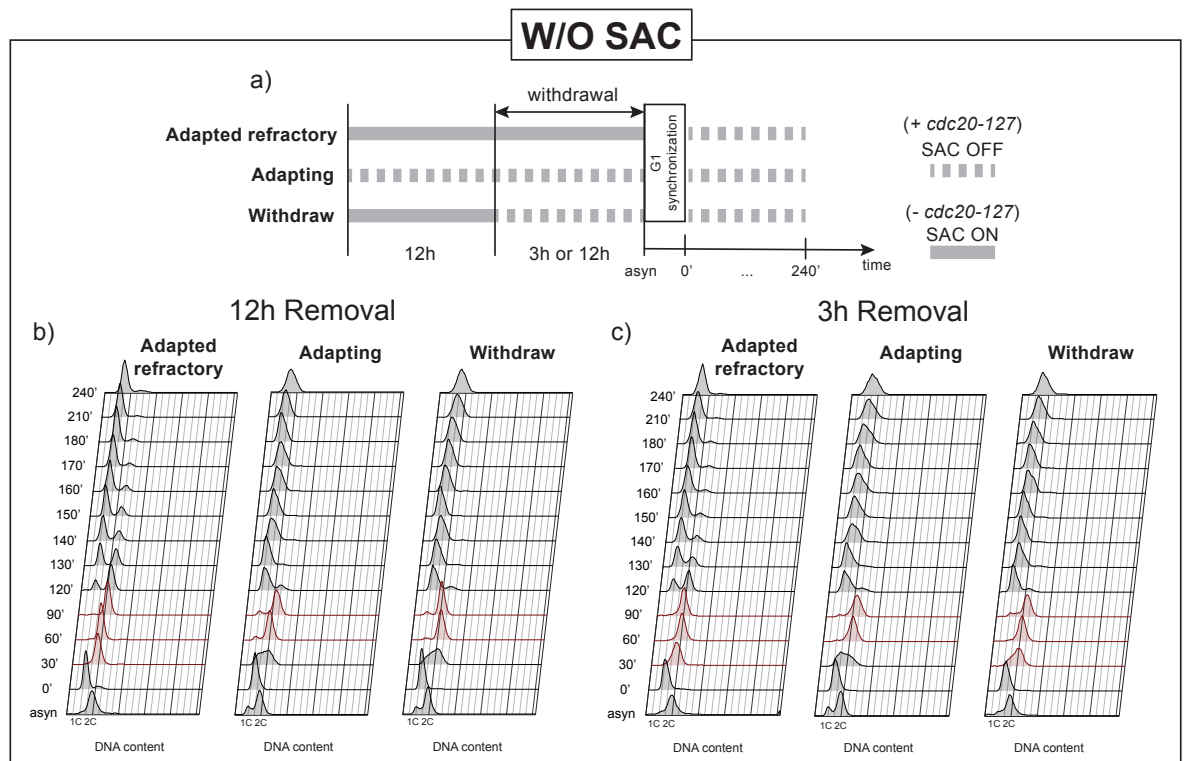 W/O SAC
a)
withdrawal
Adapted refractory
Adapting
Withdraw
G1
synchronization
(+ cdc20-127)
SAC OFF
(- cdc20-127)
SAC ON
12h
3h or 12h
asyn
0'
...
240'
time
12h Removal
b)
Adapted
refractory
Adapting
Withdraw
240'
210'
180'
170'
160'
150'
140'
130'
120'
90'
60'
30'
0'
asyn
1C 2C
1C 2C
1C 2C
DNA content
DNA content
DNA content
3h Removal
c)
Adapted
refractory
Adapting
Withdraw
240'
210'
180'
170'
160'
150'
140'
130'
120'
90'
60'
30'
0'
asyn
1C 2C
1C 2C
1C 2C
DNA content
DNA content
DNA content